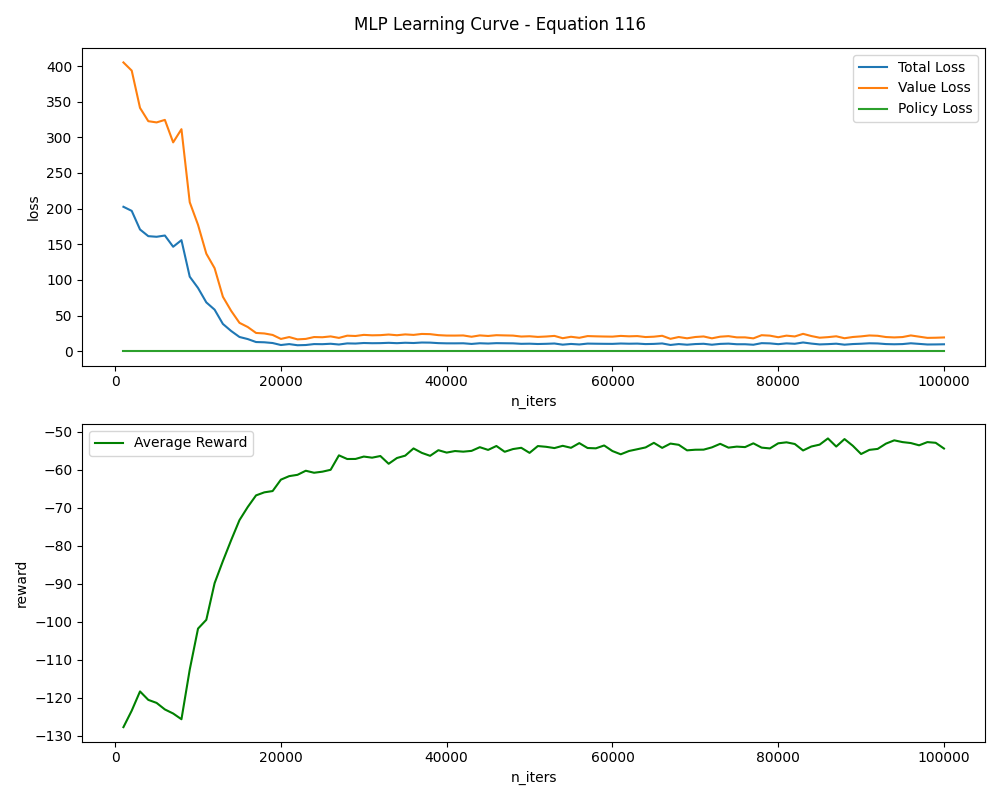 MLP Learning Curve - Equation 116
400
350
300
250
200
150
100
50
0
loss
Total Loss
Value Loss
Policy Loss
0 20000 40000 60000 80000 100000
n_iters
−50
−60
−70
−80
−90
−100
−110
−120
−130
reward
Average Reward
0 20000 40000 60000 80000 100000
n_iters